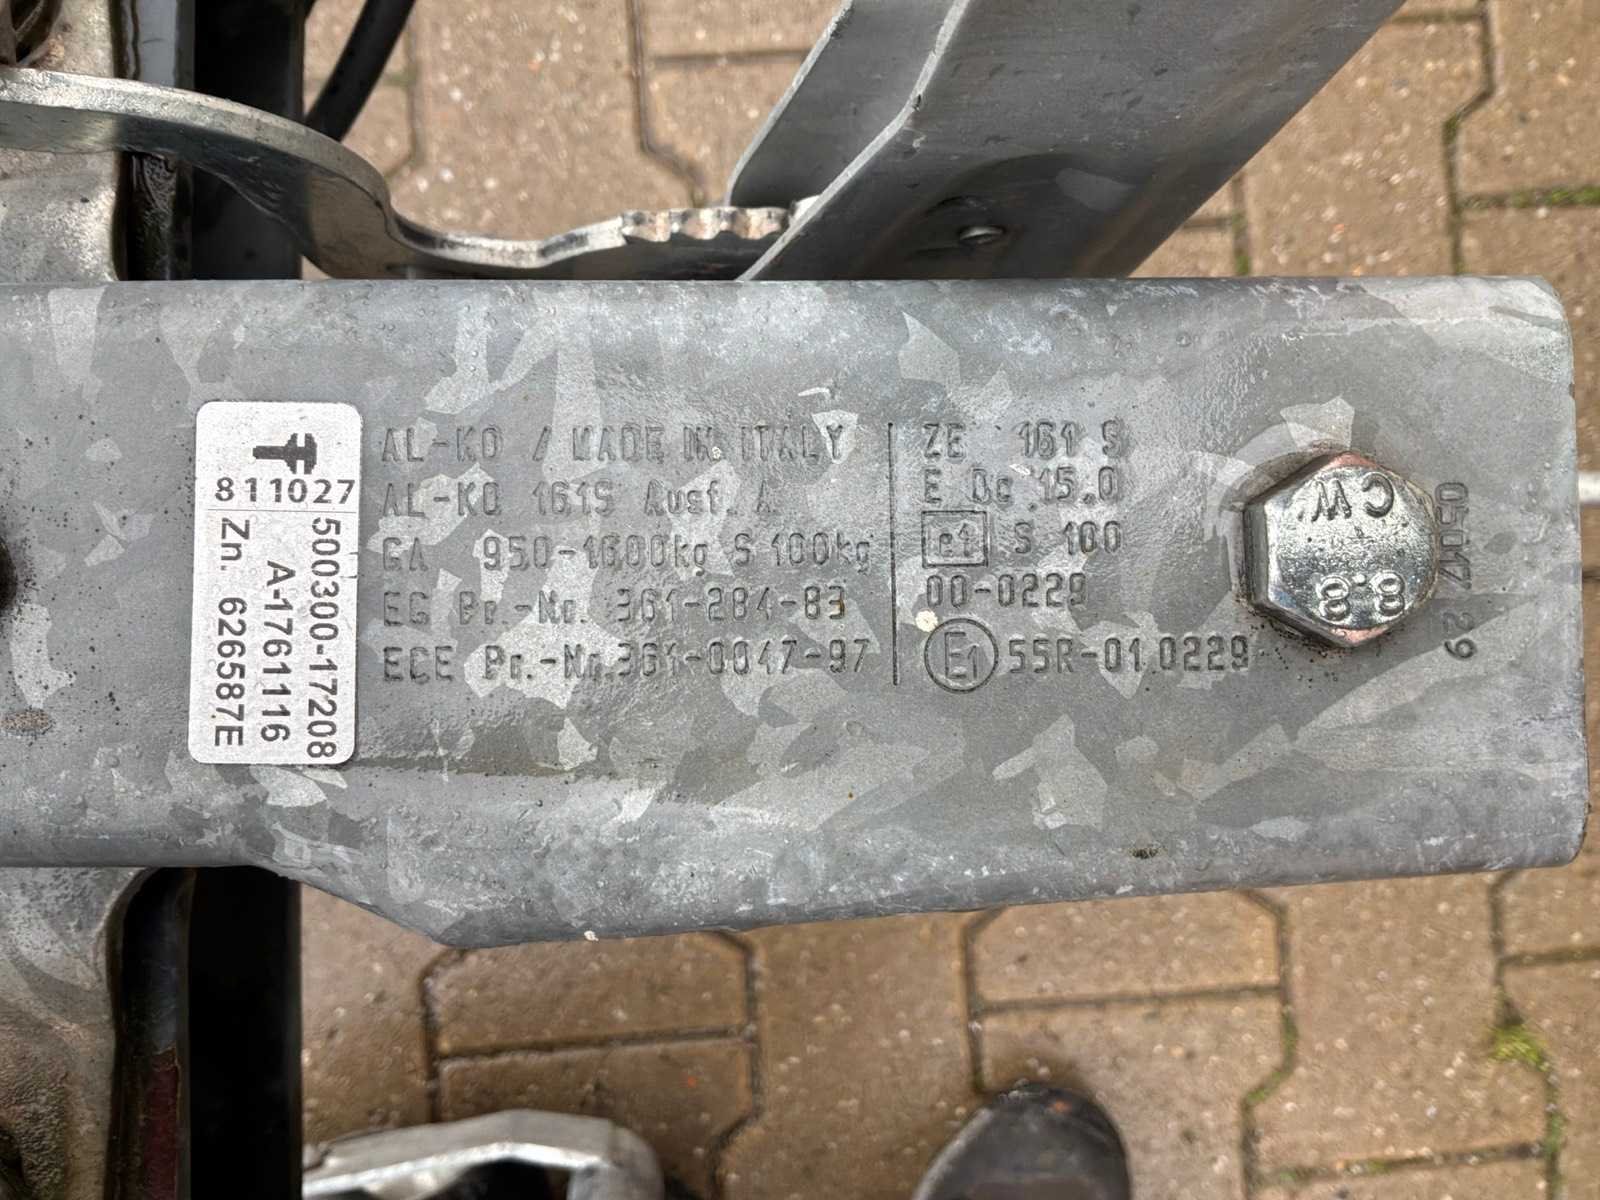 811027
500300-17208
A-1761116
Zn. 626587E
AL-KO / MADE IN ITALY
AL-KO 161S Ausf. A
GA 950-1600kg S 100kg
EG Pr.-Nr. 361-284-83
ECE Pr.-Nr. 361-0047-97
ZE 161 S
E Dc 15.0
e1 S 100
00-0229
E1 55R-01 0229
CW
8.8
05017 29